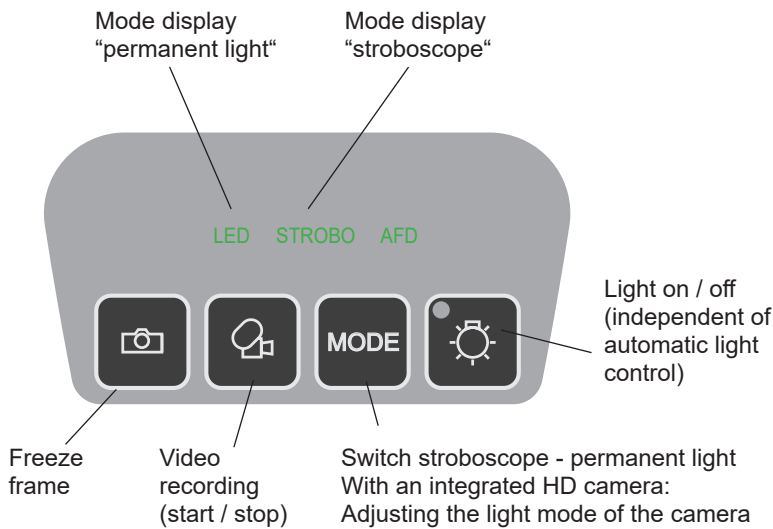 Mode display
“permanent light“
Mode display
“stroboscope“
LED STROBO AFD
MODE
Light on / off
(independent of
automatic light
control)
Freeze
frame
Video
recording
(start / stop)
Switch stroboscope - permanent light
With an integrated HD camera:
Adjusting the light mode of the camera